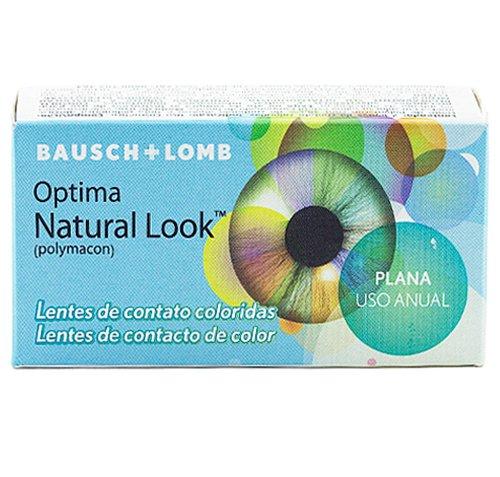 BAUSCH + LOMB
Optima
Natural Look™
(polymacon)
PLANA
USO ANUAL
Lentes de contato coloridas
Lentes de contacto de color